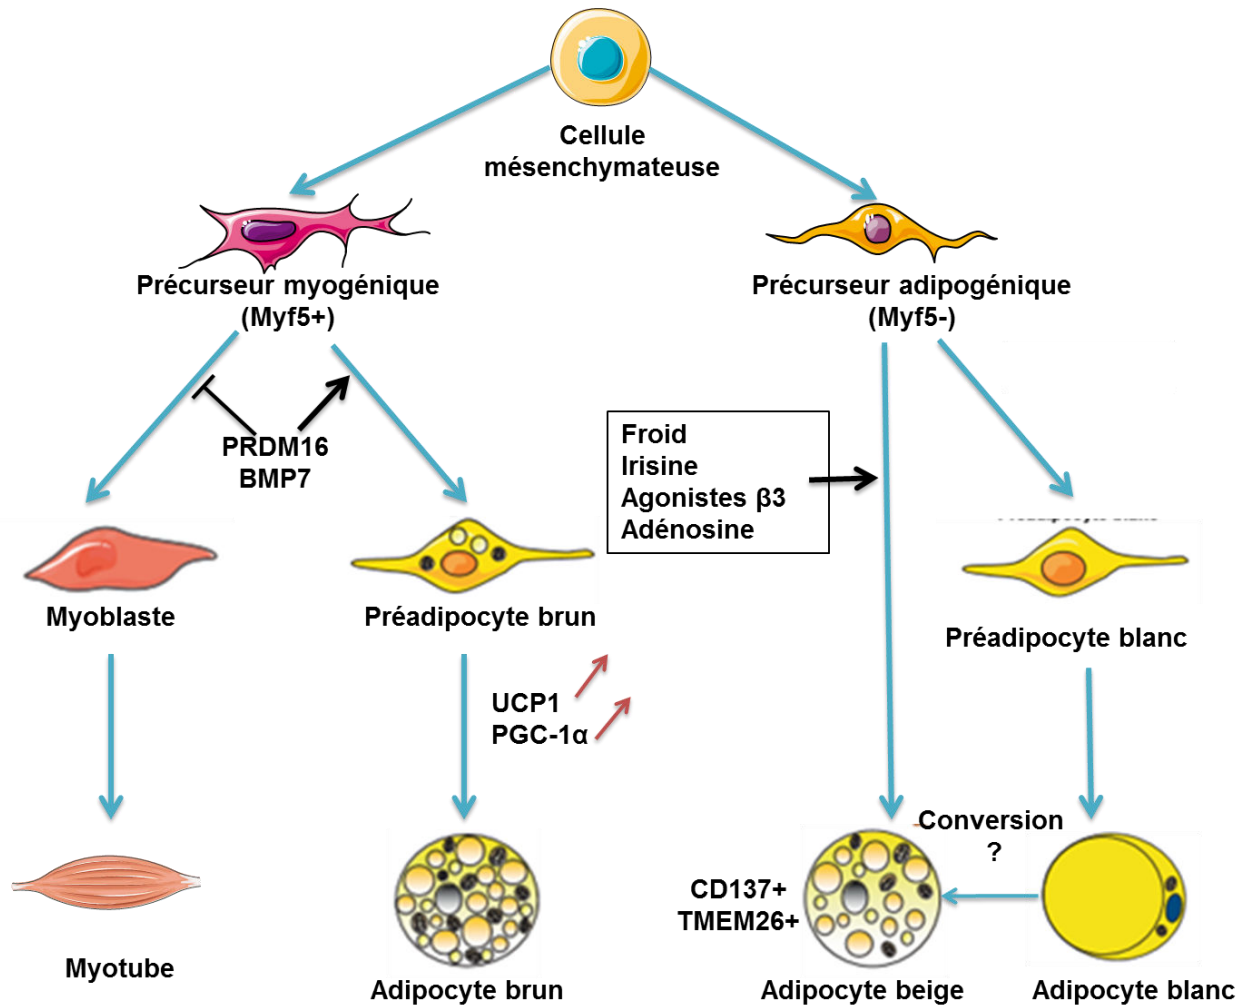 Cellule
mésenchymateuse
Précurseur myogénique
(Myf5+)
Précurseur adipogénique
(Myf5-)
PRDM16
BMP7
Froid
Irisine
Agonistes β3
Adénosine
Myoblaste
Préadipocyte brun
Préadipocyte blanc
UCP1
PGC-1α
Conversion
?
CD137+
TMEM26+
Myotube
Adipocyte brun
Adipocyte beige
Adipocyte blanc